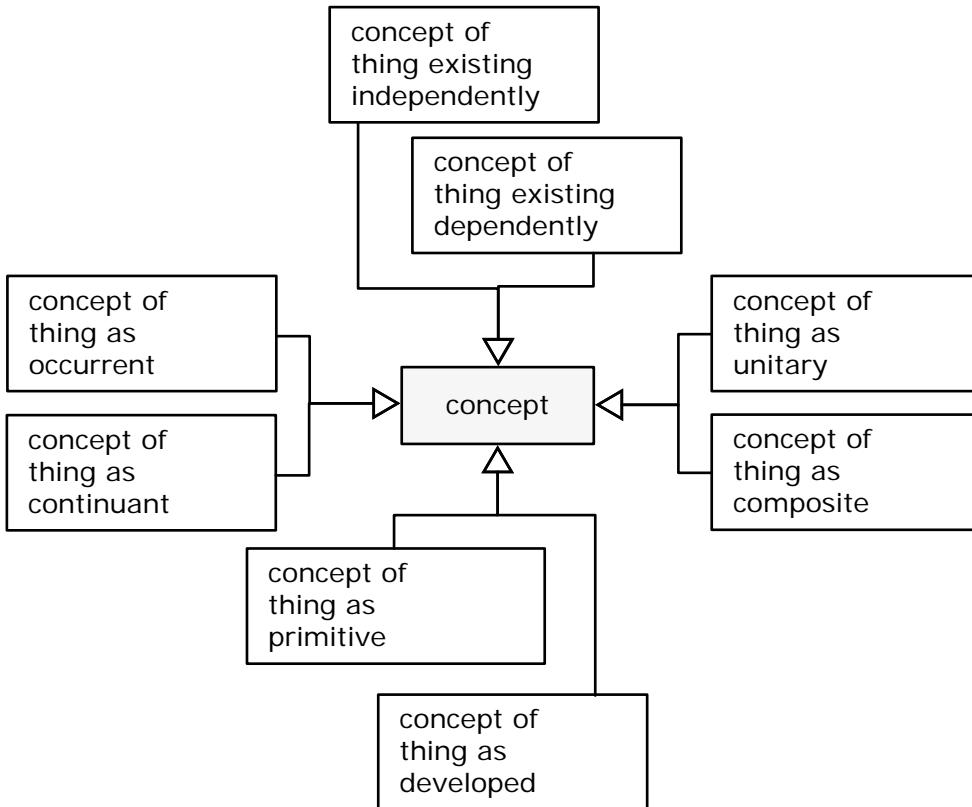 concept of
thing existing
independently
concept of
thing existing
dependently
concept of
thing as
occurrent
concept of
thing as
unitary
concept
concept of
thing as
continuant
concept of
thing as
composite
concept of
thing as
primitive
concept of
thing as
developed